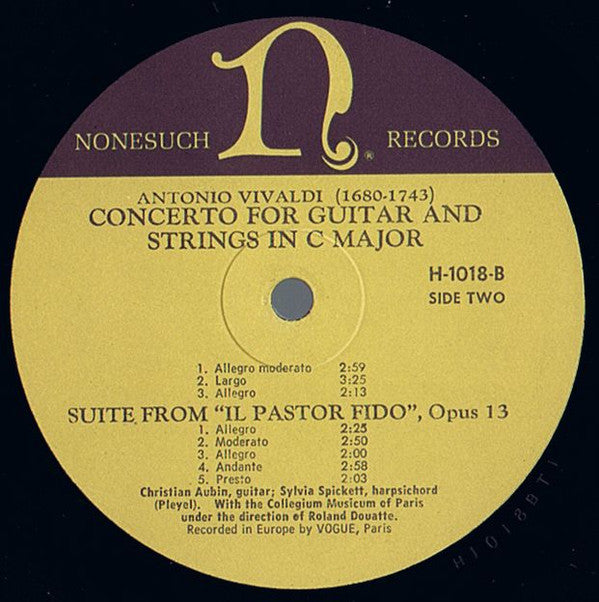 n
NONESUCH RECORDS
®
ANTONIO VIVALDI (1680-1743)
CONCERTO FOR GUITAR AND
STRINGS IN C MAJOR
H-1018-B
SIDE TWO
1. Allegro moderato 2:59
2. Largo 3:25
3. Allegro 2:13
SUITE FROM "IL PASTOR FIDO", Opus 13
1. Allegro 2:25
2. Moderato 2:50
3. Allegro 2:00
4. Andante 2:58
5. Presto 2:03
Christian Aubin, guitar; Sylvia Spickett, harpsichord
(Pleyel). With the Collegium Musicum of Paris
under the direction of Roland Douatte.
Recorded in Europe by VOGUE, Paris
H1018BT1